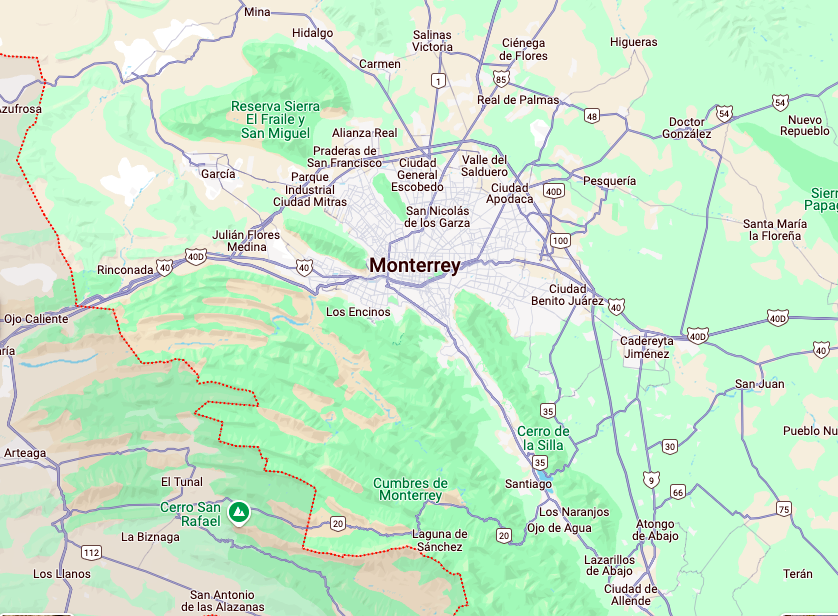 Mina
Hidalgo
Salinas
Victoria
Ciénega
de Flores
Higueras
Carmen
1
85
Real de Palmas
48
54
54
Azufrosa
Reserva Sierra
El Fraile y
San Miguel
Doctor
González
Nuevo
Repueblo
Alianza Real
Praderas de
San Francisco
Ciudad
General
Escobedo
Valle del
Salduero
García
Parque
Industrial
Ciudad Mitras
Ciudad
Apodaca
40D
Pesquería
San Nicolás
de los Garza
Santa María
la Floreña
Julián Flores
Medina
100
40D
Rinconada
40
40
Monterrey
Ciudad
Benito Juárez
40
Ojo Caliente
Los Encinos
40D
40D
Cadereyta
Jiménez
40
San Juan
35
Cerro de
la Silla
30
Arteaga
35
Santiago
El Tunal
Cumbres de
Monterrey
9
66
Cerro San
Rafael
20
20
Los Naranjos
Ojo de Agua
75
La Biznaga
Laguna de
Sánchez
Atongo
de Abajo
112
Lazarillos
de Abajo
Los Llanos
Terán
San Antonio
de las Alazanas
Ciudad de
Allende